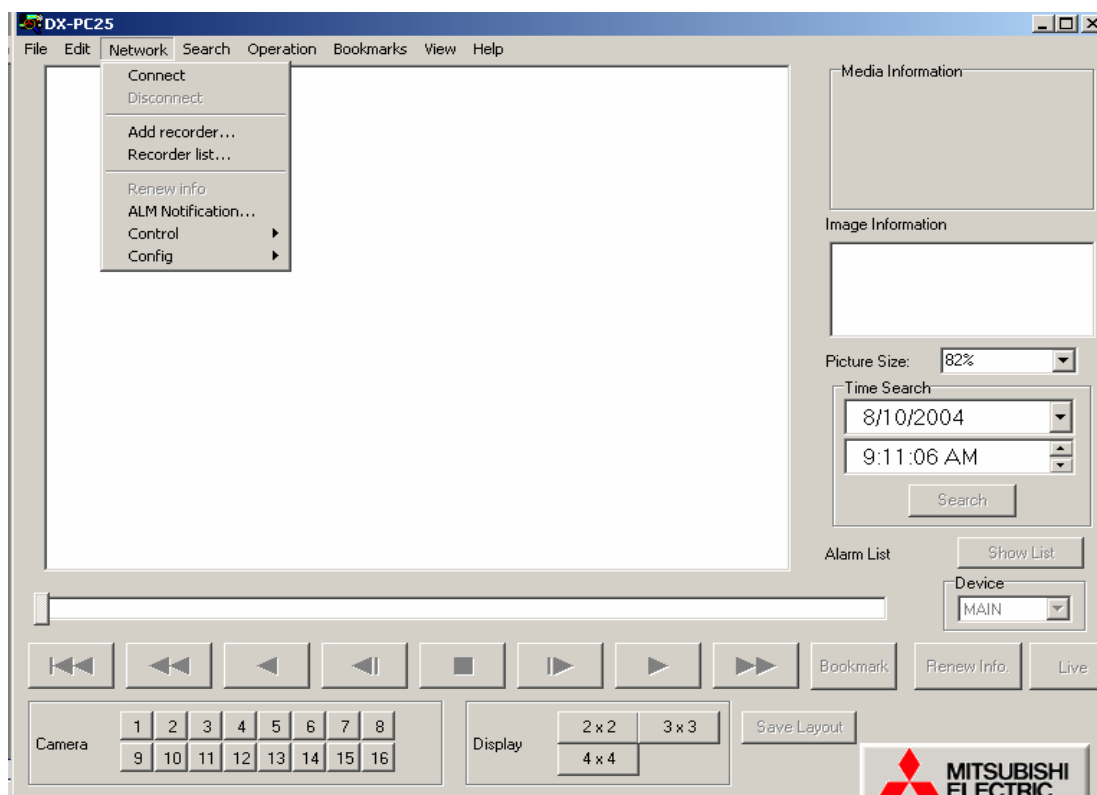 DX-PC25
File Edit Network Search Operation Bookmarks View Help
Connect
Disconnect
Add recorder...
Recorder list...
Renew info
ALM Notification...
Control
Config
Media Information
Image Information
Picture Size: 82%
Time Search
8/10/2004
9:11:06 AM
Search
Alarm List Show List
Device
MAIN
Bookmark Renew Info. Live
Camera
1 2 3 4 5 6 7 8
9 10 11 12 13 14 15 16
Display
2 x 2 3 x 3
4 x 4
Save Layout
MITSUBISHI
ELECTRIC